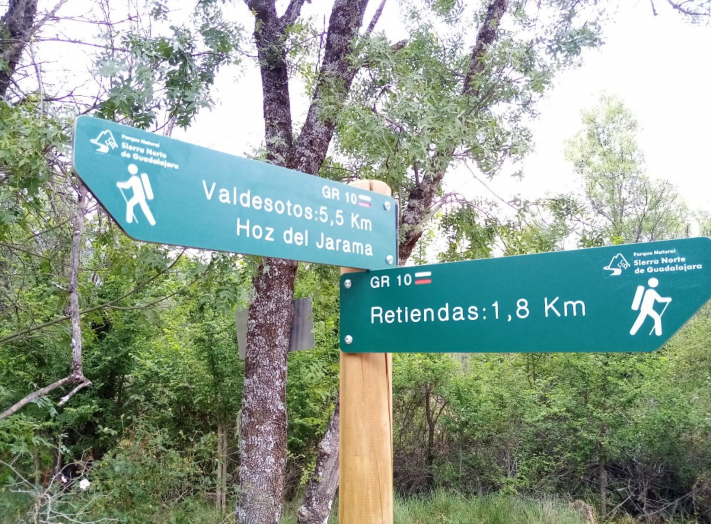 Parque Natural
Sierra Norte
de Guadalajara
GR 10
Valdesotos:5,5 Km
Hoz del Jarama
Parque Natural
Sierra Norte
de Guadalajara
GR 10
Retiendas:1,8 Km